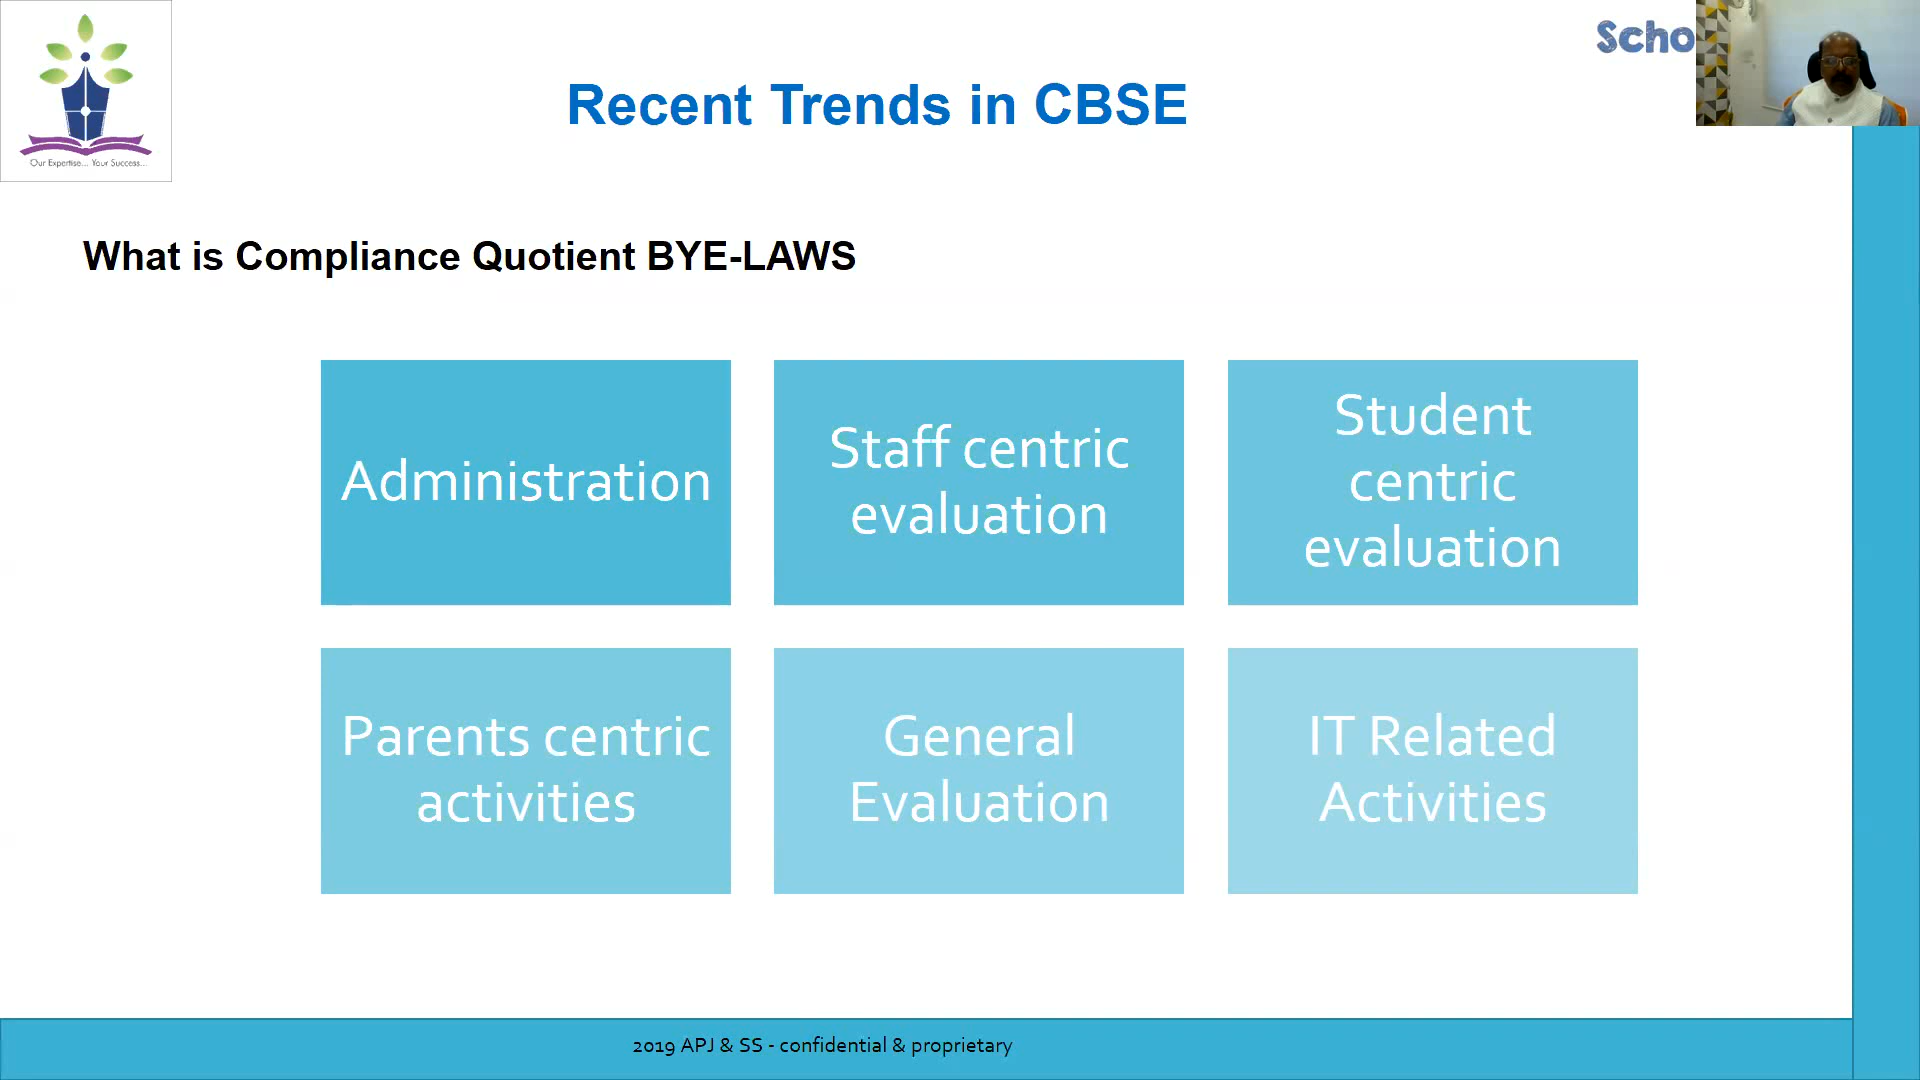 Our Expertise... Your Success...
Scho
Recent Trends in CBSE
What is Compliance Quotient BYE-LAWS
Administration
Staff centric
evaluation
Student
centric
evaluation
Parents centric
activities
General
Evaluation
IT Related
Activities
2019 APJ & SS - confidential & proprietary